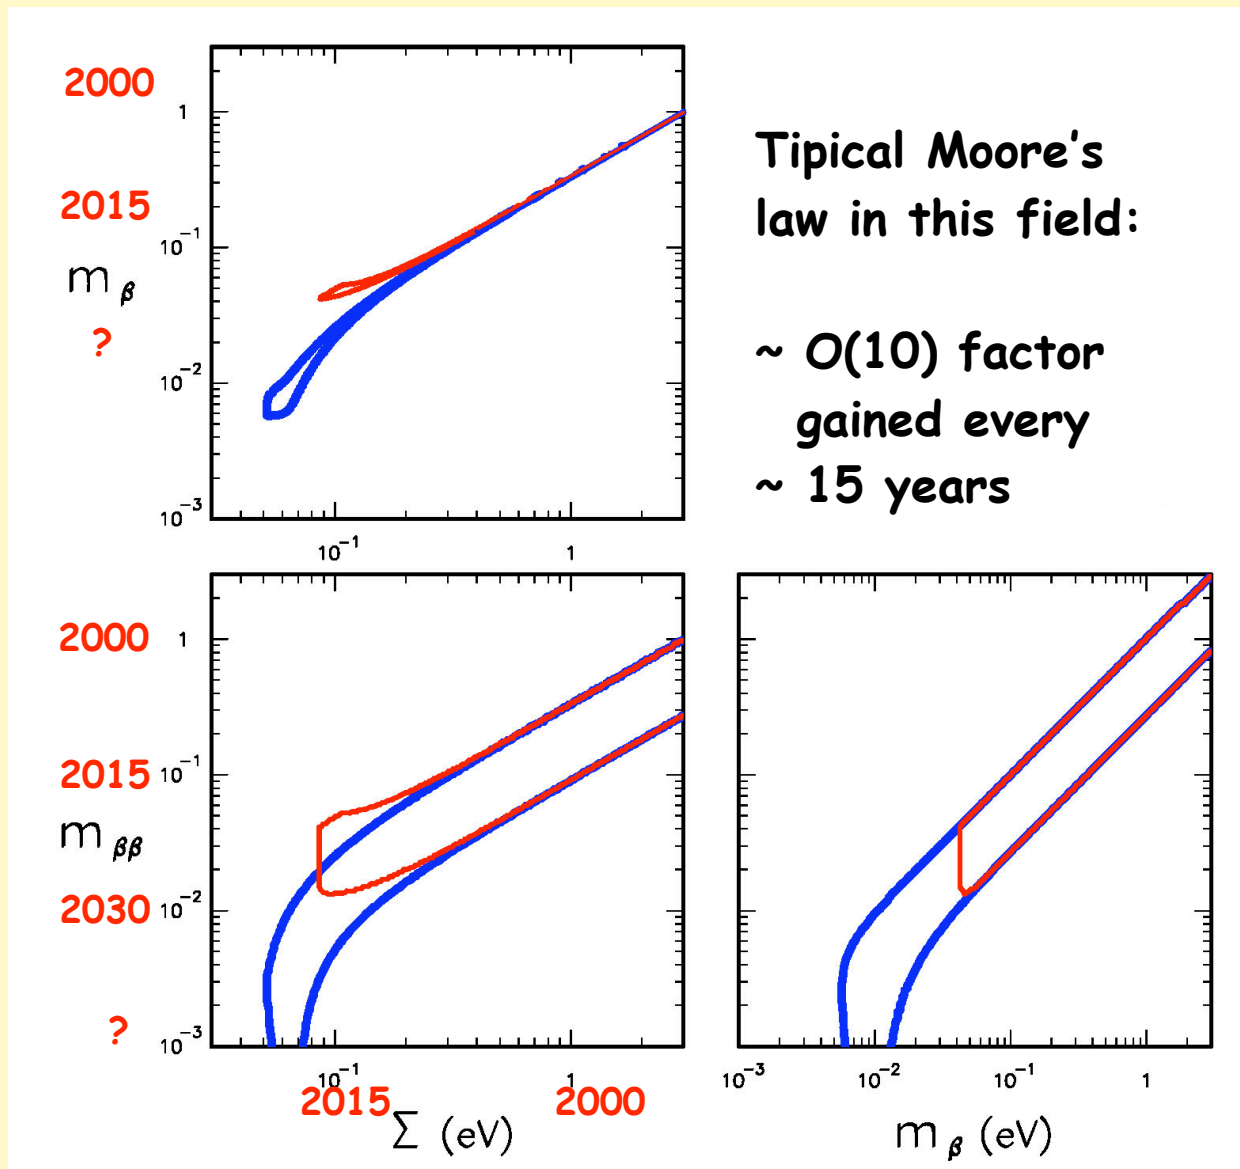 2000
1
2015
10⁻¹
m β
?
10⁻²
10⁻³
10⁻¹
1
Tipical Moore's
law in this field:
~ O(10) factor
gained every
~ 15 years
2000
1
2015
10⁻¹
m ββ
2030
10⁻²
?
10⁻³
10⁻¹
1
2015
2000
Σ (eV)
10⁻³
10⁻²
10⁻¹
1
m β (eV)